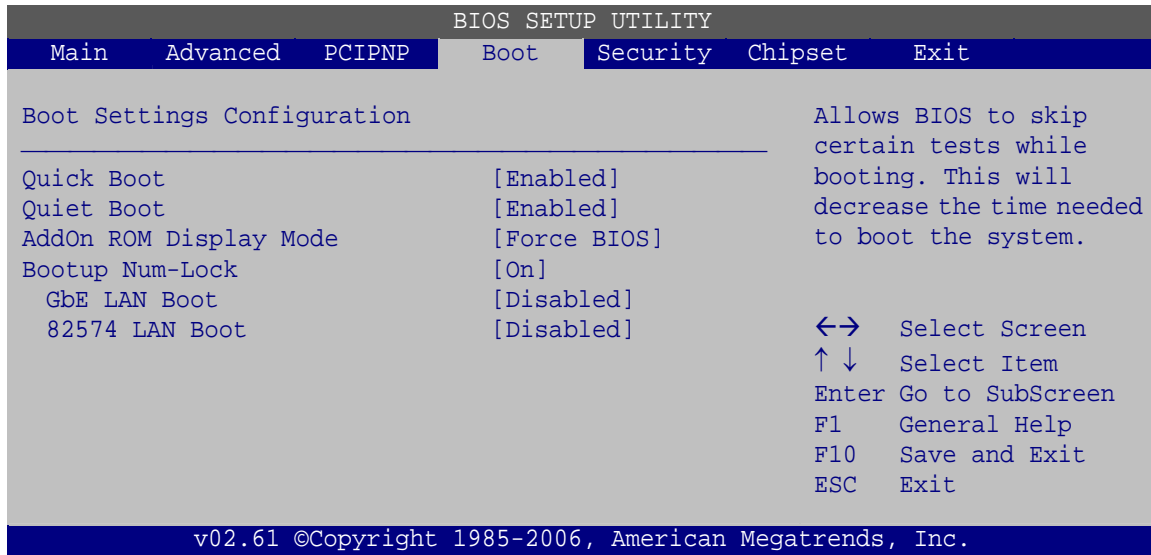 BIOS SETUP UTILITY
Main Advanced PCIPNP Boot Security Chipset Exit
Boot Settings Configuration
Quick Boot [Enabled]
Quiet Boot [Enabled]
AddOn ROM Display Mode [Force BIOS]
Bootup Num-Lock [On]
GbE LAN Boot [Disabled]
82574 LAN Boot [Disabled]
Allows BIOS to skip
certain tests while
booting. This will
decrease the time needed
to boot the system.
←→ Select Screen
↑ ↓ Select Item
Enter Go to SubScreen
F1 General Help
F10 Save and Exit
ESC Exit
v02.61 ©Copyright 1985-2006, American Megatrends, Inc.